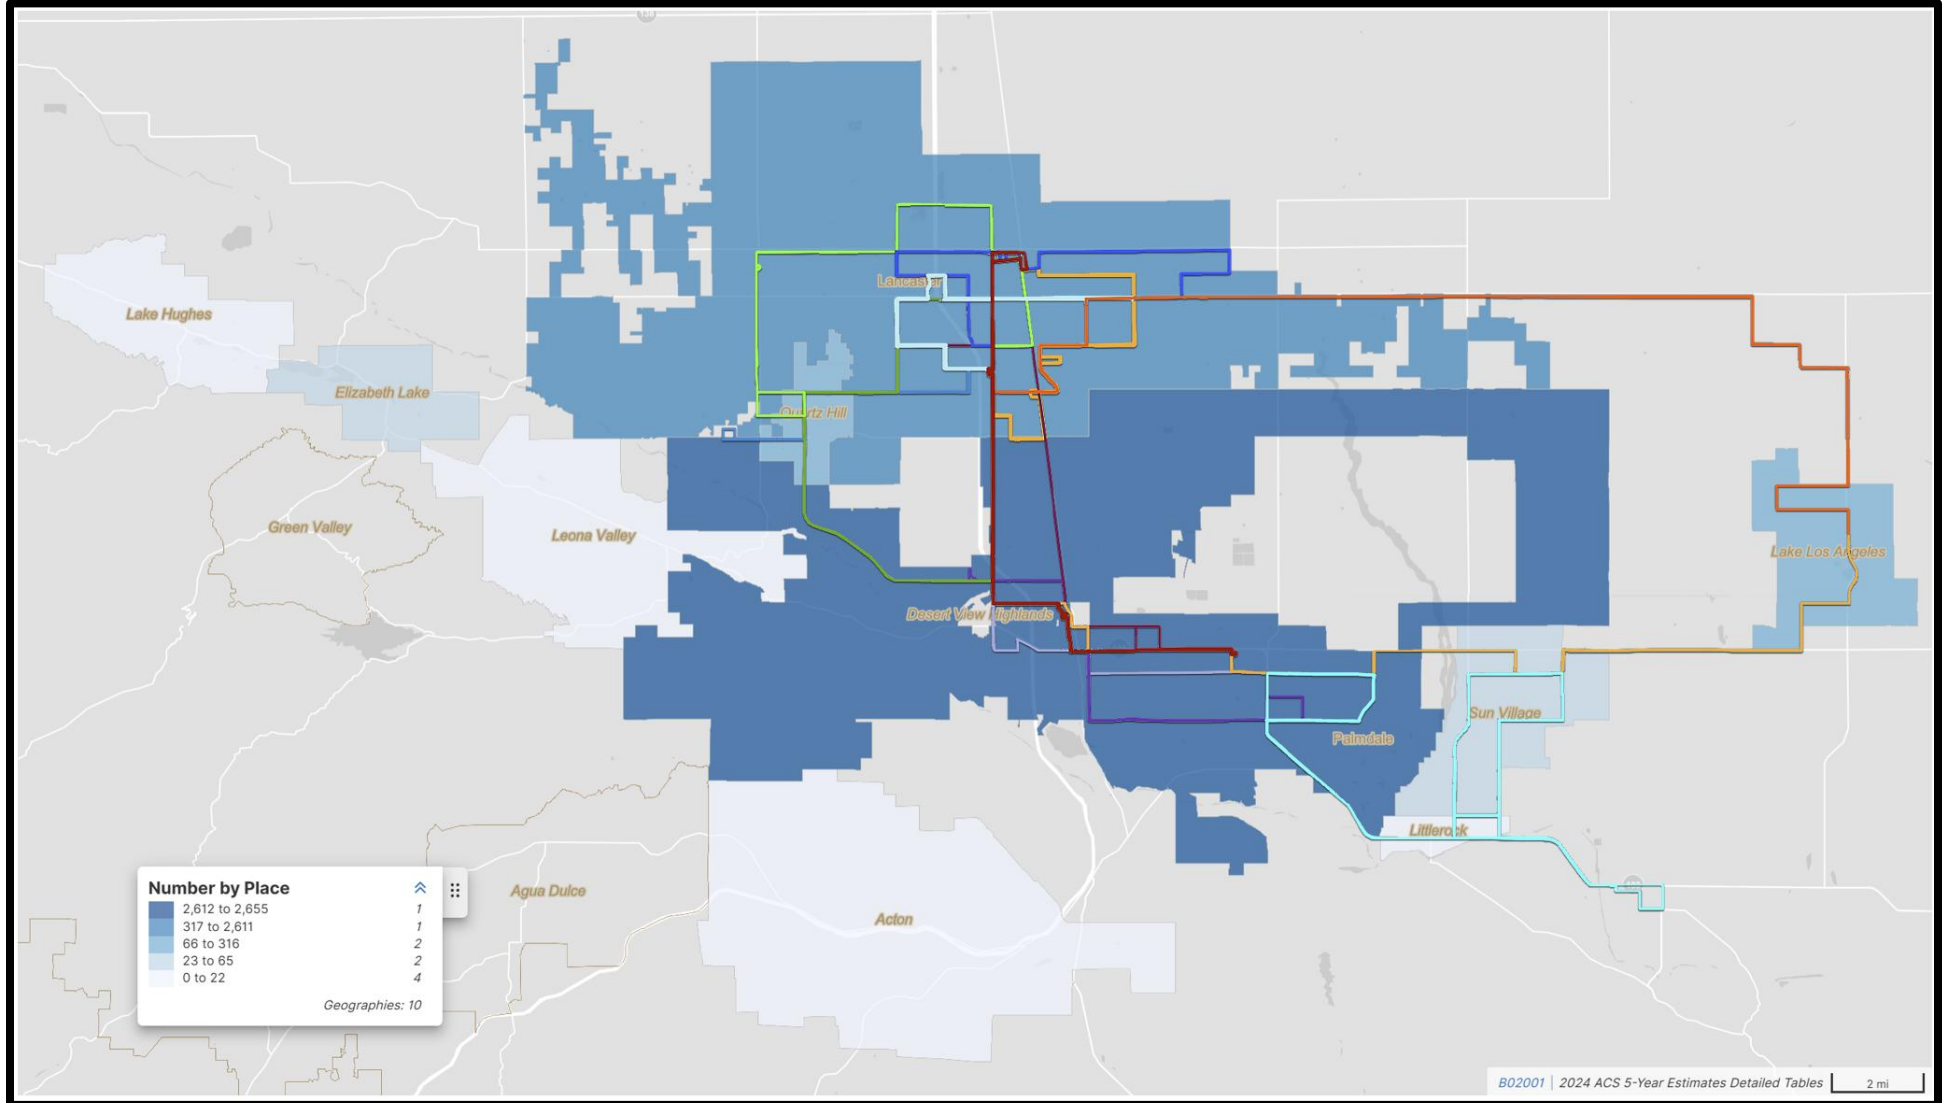 138
Lancaster
Lake Hughes
Elizabeth Lake
Quartz Hill
Green Valley
Leona Valley
Lake Los Angeles
Desert View Highlands
Sun Village
Palmdale
Littlerock
Agua Dulce
Acton
Number by Place
2,612 to 2,655 1
317 to 2,611 1
66 to 316 2
23 to 65 2
0 to 22 4
Geographies: 10
B02001 | 2024 ACS 5-Year Estimates Detailed Tables
2 mi